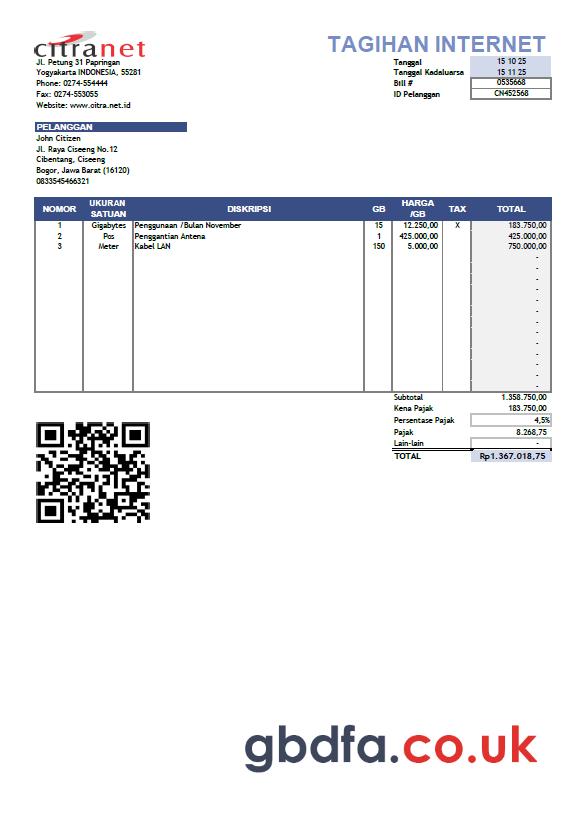 citranet
TAGIHAN INTERNET
Jl. Petung 31 Papringan
Yogyakarta INDONESIA, 55281
Phone: 0274-554444
Fax: 0274-553055
Website: www.citra.net.id
Tanggal 15 10 25
Tanggal Kadaluarsa 15 11 25
Bill # 0535668
ID Pelanggan CN452568
PELANGGAN
John Citizen
Jl. Raya Ciseeng No.12
Cibentang, Ciseeng
Bogor, Jawa Barat (16120)
0833545466321
NOMOR UKURAN SATUAN DISKRIPSI GB HARGA /GB TAX TOTAL
1 Gigabytes Penggunaan /Bulan November 15 12.250,00 X 183.750,00
2 Pos Penggantian Antena 1 425.000,00 425.000,00
3 Meter Kabel LAN 150 5.000,00 750.000,00
-
-
-
-
-
-
-
-
-
-
-
-
-
Subtotal 1.358.750,00
Kena Pajak 183.750,00
Persentase Pajak 4,5%
Pajak 8.268,75
Lain-lain -
TOTAL Rp1.367.018,75
gbdfa.co.uk